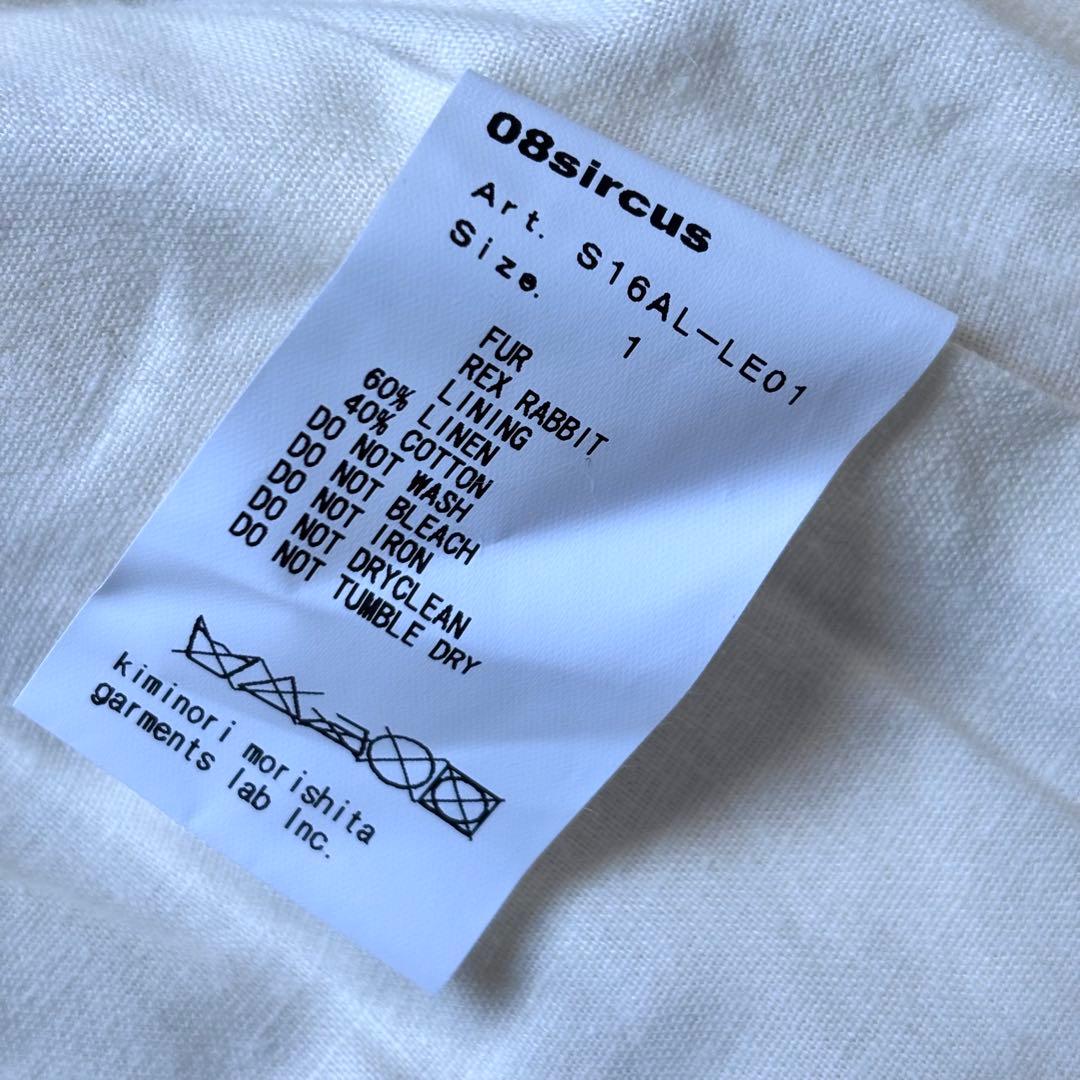 08sircus
Art. S16AL-LE01
Size. 1
FUR
REX RABBIT
LINING
60% LINEN
40% COTTON
DO NOT WASH
DO NOT BLEACH
DO NOT IRON
DO NOT DRYCLEAN
DO NOT TUMBLE DRY
kiminori morishita
garments lab Inc.